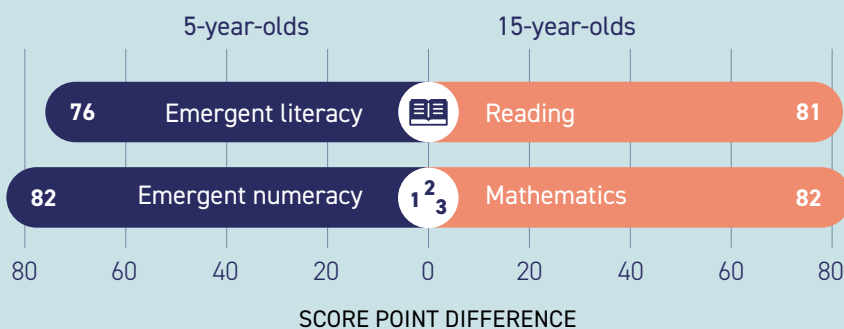 5-year-olds 15-year-olds
76 Emergent literacy Reading 81
82 Emergent numeracy 1 2 3 Mathematics 82
80 60 40 20 0 20 40 60 80
SCORE POINT DIFFERENCE